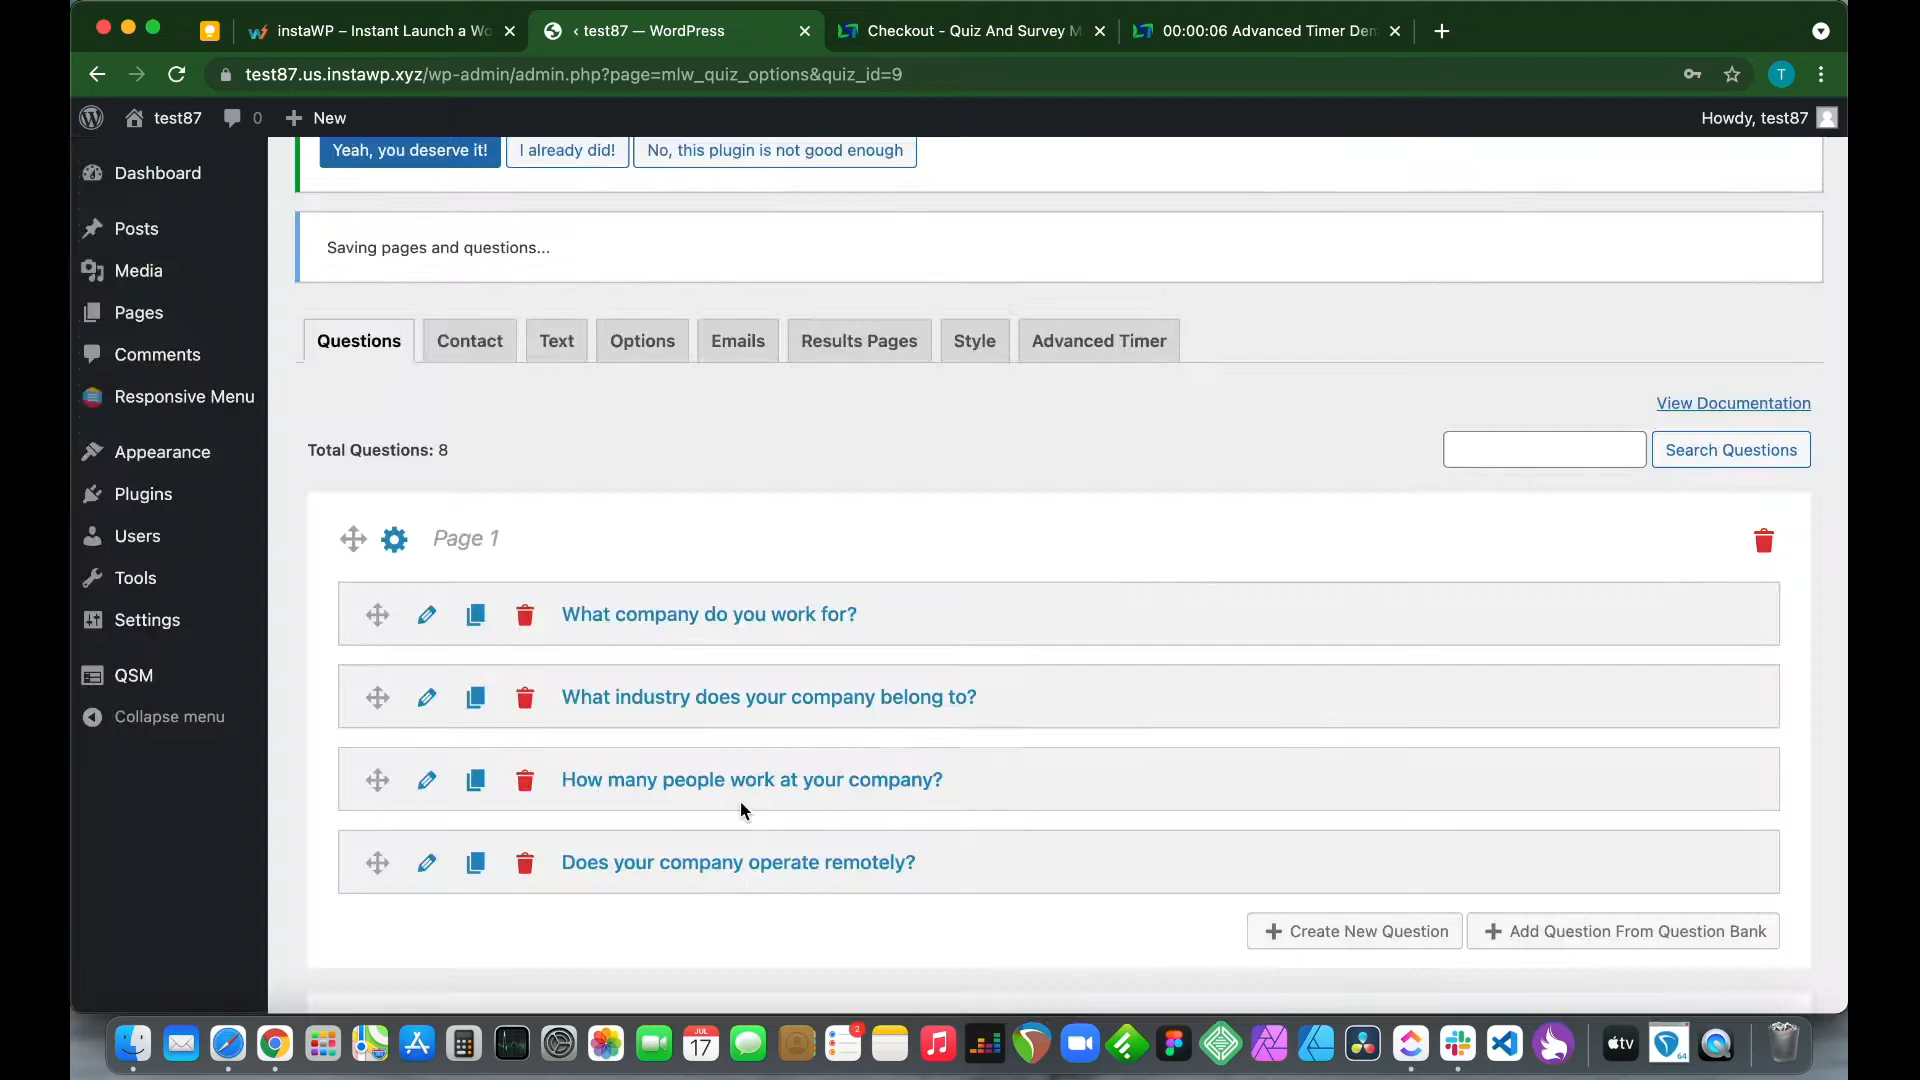 instaWP – Instant Launch a Wo
‹ test87 — WordPress
Checkout - Quiz And Survey M
00:00:06 Advanced Timer Dem
test87.us.instawp.xyz/wp-admin/admin.php?page=mlw_quiz_options&quiz_id=9
T
test87
0
New
Howdy, test87
Yeah, you deserve it!
I already did!
No, this plugin is not good enough
Dashboard
Posts
Media
Pages
Comments
Responsive Menu
Appearance
Plugins
Users
Tools
Settings
QSM
Collapse menu
Saving pages and questions...
Questions
Contact
Text
Options
Emails
Results Pages
Style
Advanced Timer
View Documentation
Total Questions: 8
Search Questions
Page 1
What company do you work for?
What industry does your company belong to?
How many people work at your company?
Does your company operate remotely?
Create New Question
Add Question From Question Bank
JUL
17
2
tv
64